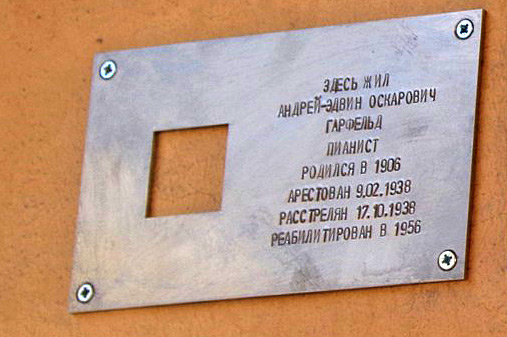 ЗДЕСЬ ЖИЛ
АНДРЕЙ-ЭДВИН ОСКАРОВИЧ
ГАРФЕЛЬД
ПИАНИСТ
РОДИЛСЯ В 1906
АРЕСТОВАН 9.02.1938
РАССТРЕЛЯН 17.10.1938
РЕАБИЛИТИРОВАН В 1956